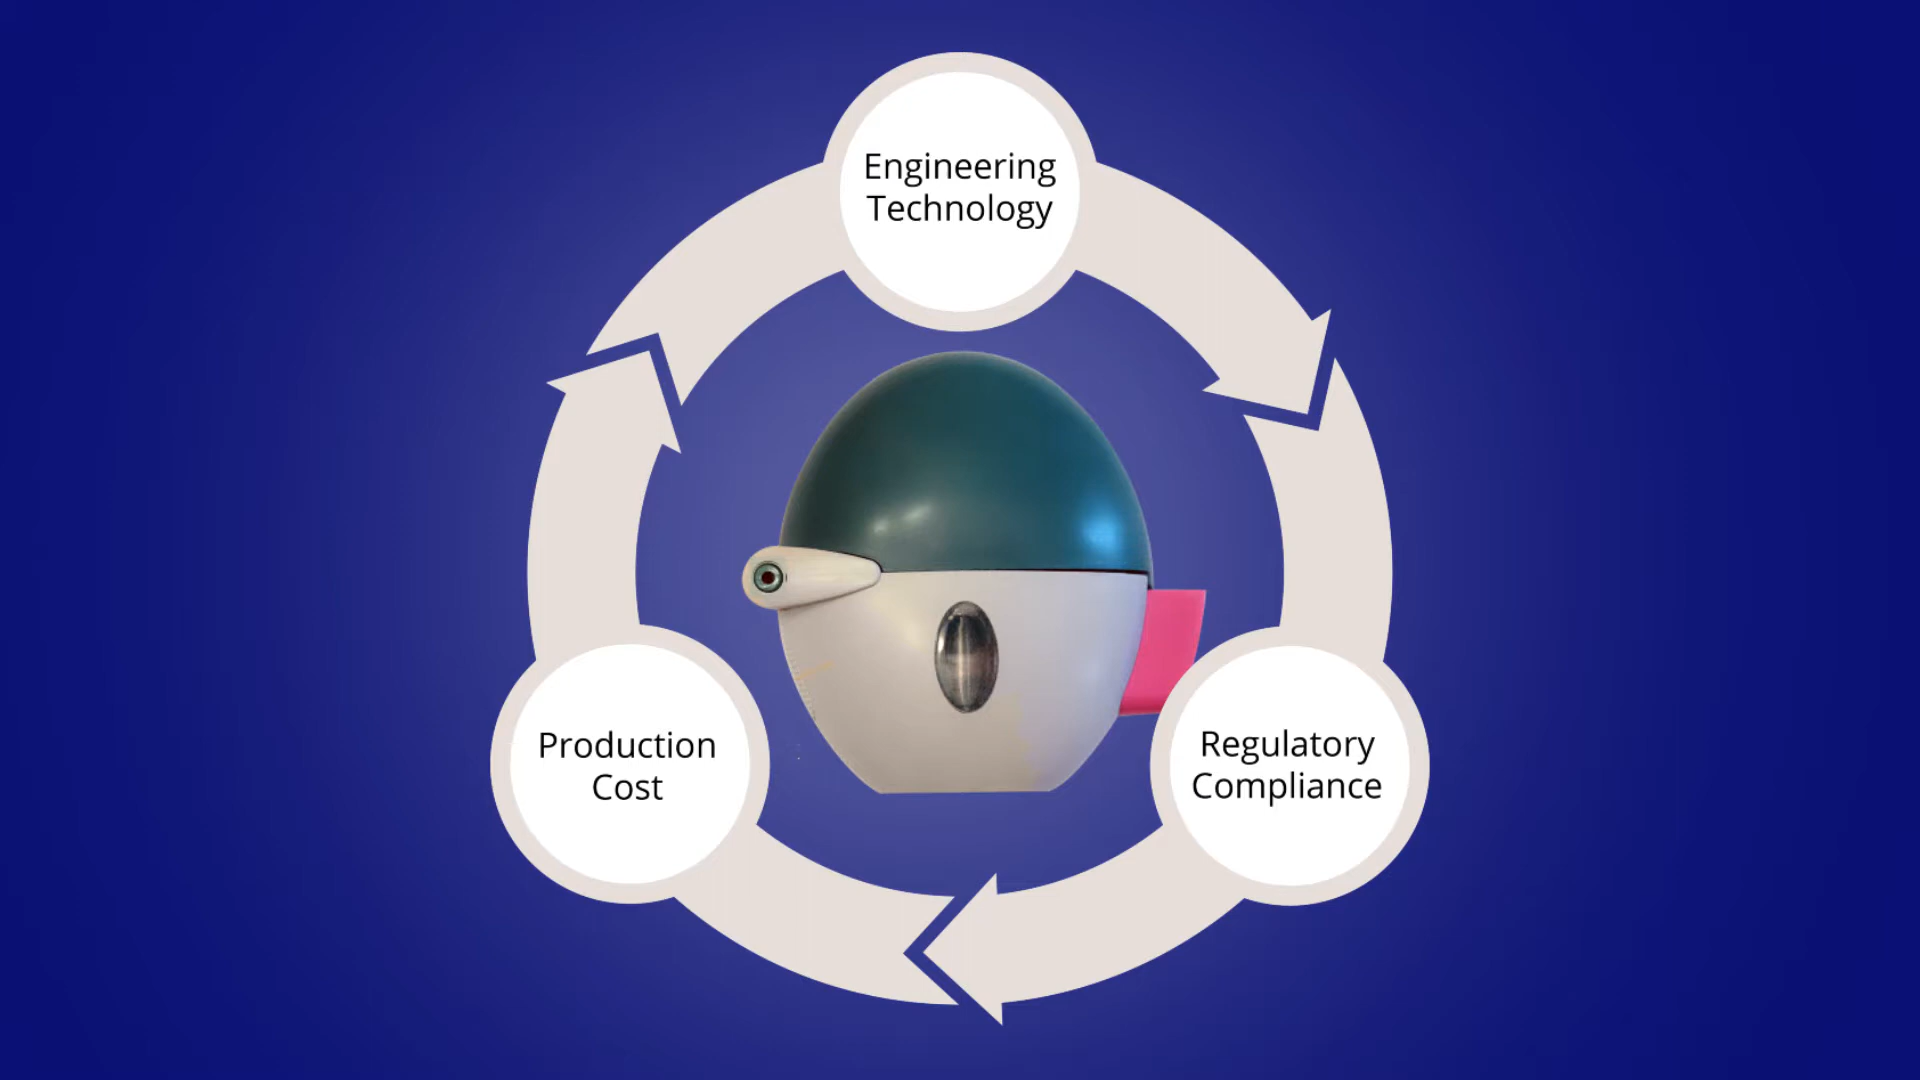 Engineering
Technology
Production
Cost
Regulatory
Compliance